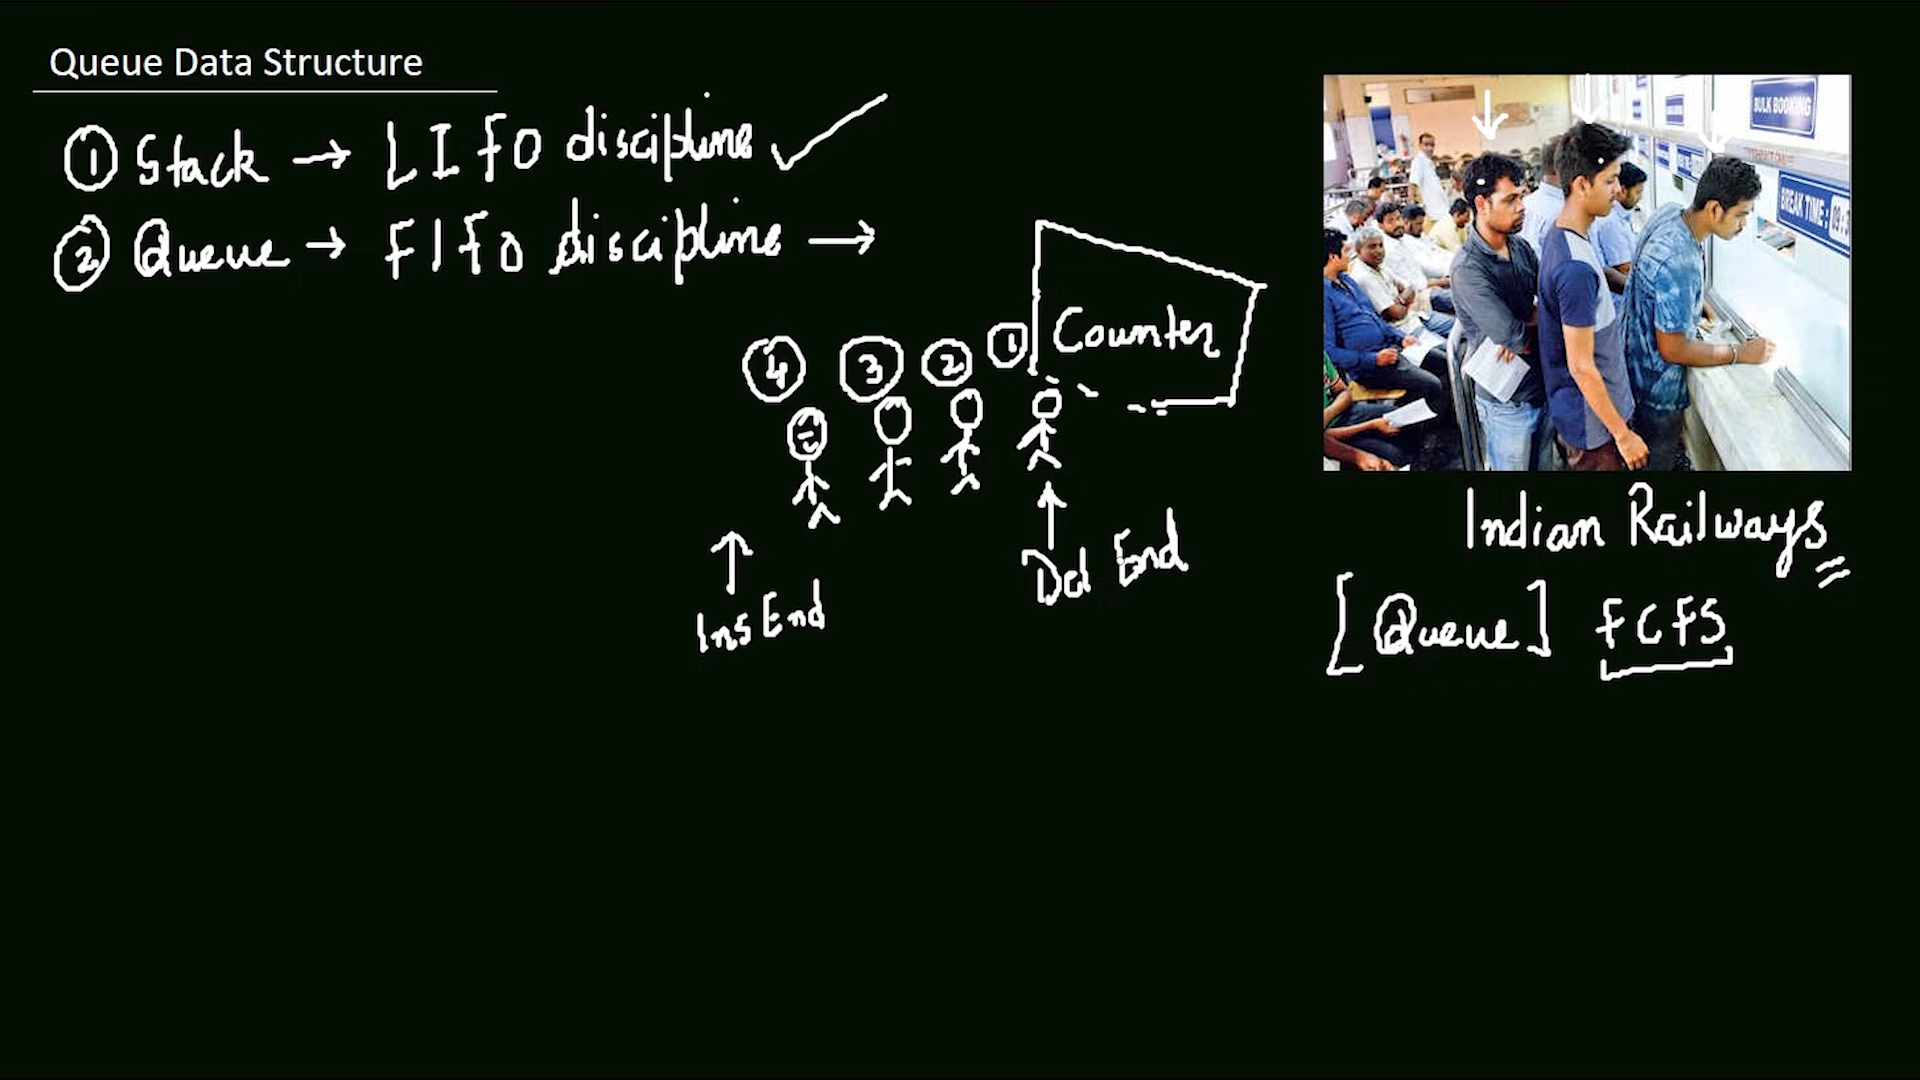 Queue Data Structure
① Stack → LIFO discipline ✓
② Queue → FIFO discipline →
Counter
④ ③ ② ①
Ins End
Del End
BULK BOOKING
BREAK TIME :
Indian Railways
[Queue] FCFS